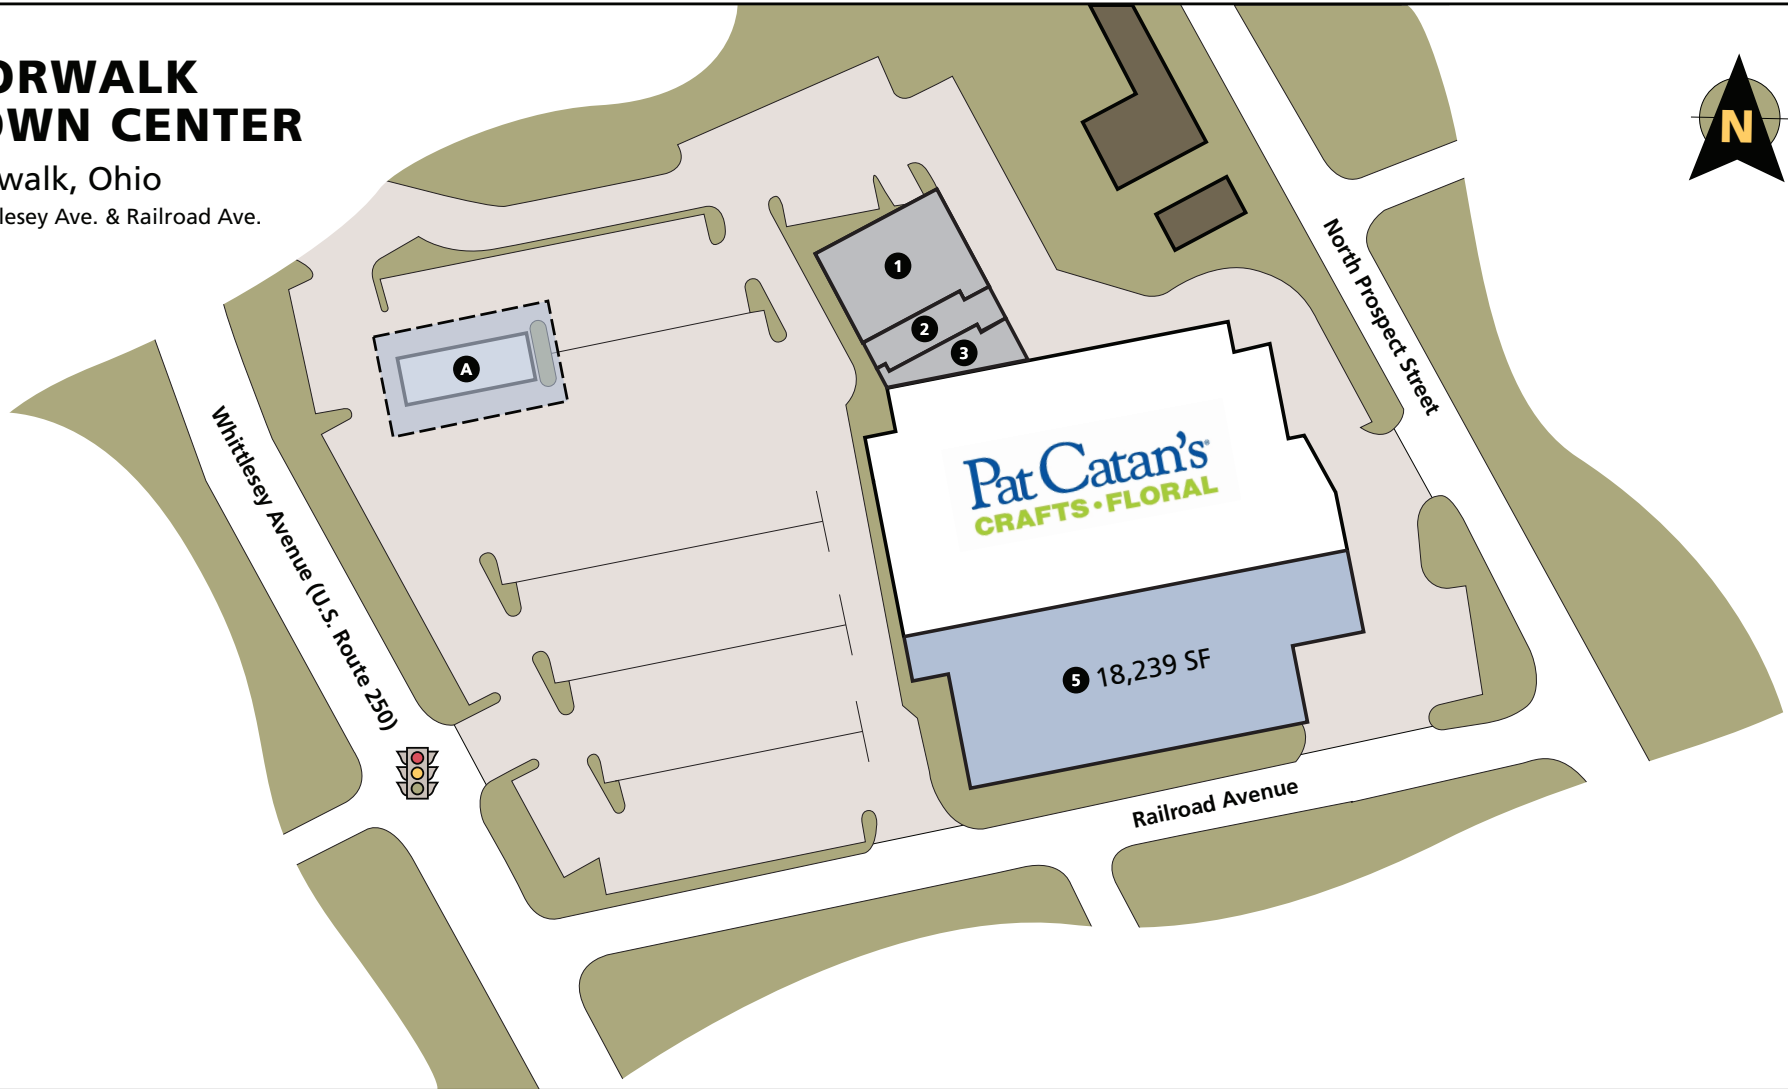 ORWALK
OWN CENTER
walk, Ohio
lesey Ave. & Railroad Ave.
N
1
2
3
A
North Prospect Street
Pat Catan's
CRAFTS • FLORAL
Whittlesey Avenue (U.S. Route 250)
5 18,239 SF
Railroad Avenue